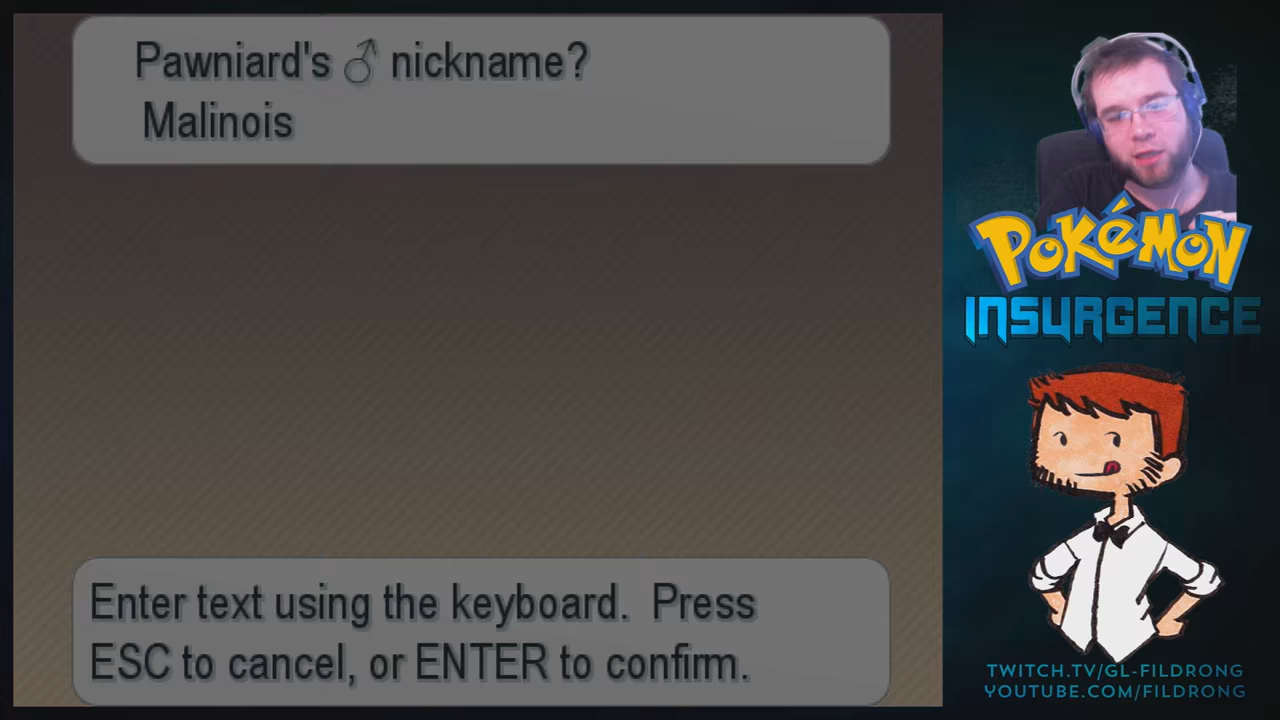 Pawniard's ♂ nickname?
Malinois
POKéMON
INSURGENCE
Enter text using the keyboard. Press
ESC to cancel, or ENTER to confirm.
TWITCH.TV/GL-FILDRONG
YOUTUBE.COM/FILDRONG